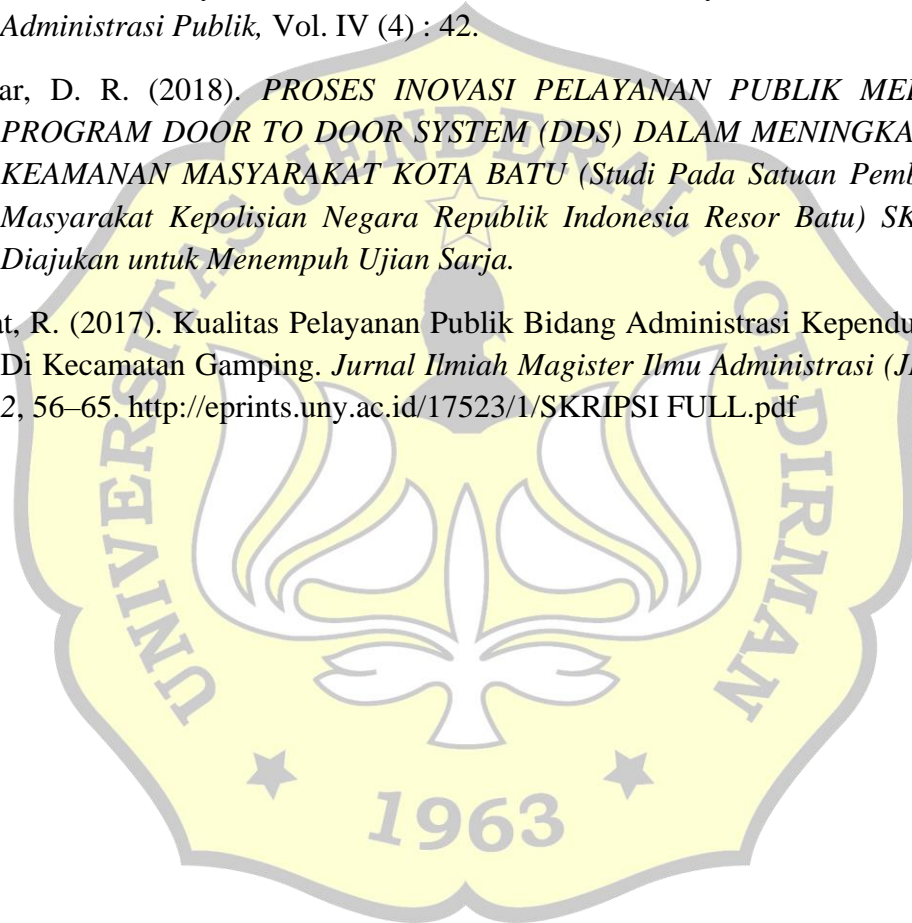 Administrasi Publik, Vol. IV (4) : 42.
ar, D. R. (2018). PROSES INOVASI PELAYANAN PUBLIK ME
PROGRAM DOOR TO DOOR SYSTEM (DDS) DALAM MENINGKA
KEAMANAN MASYARAKAT KOTA BATU (Studi Pada Satuan Pemb
Masyarakat Kepolisian Negara Republik Indonesia Resor Batu) SK
Diajukan untuk Menempuh Ujian Sarja.
at, R. (2017). Kualitas Pelayanan Publik Bidang Administrasi Kependu
Di Kecamatan Gamping. Jurnal Ilmiah Magister Ilmu Administrasi (J
2, 56–65. http://eprints.uny.ac.id/17523/1/SKRIPSI FULL.pdf
UNIVERSITAS JENDERAL SOEDIRMAN
1963